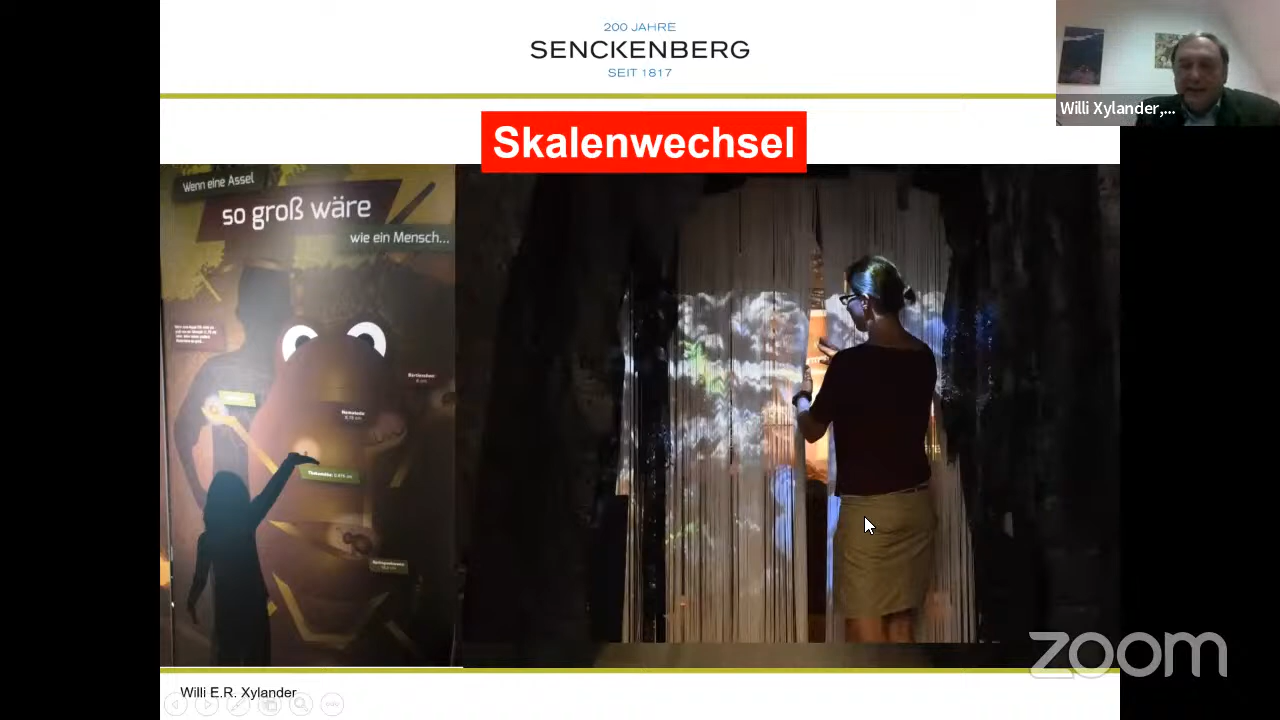 200 JAHRE
SENCKENBERG
SEIT 1817
Willi Xylander,...
Skalenwechsel
Wenn eine Assel
so groß wäre
wie ein Mensch...
zoom
Willi E.R. Xylander